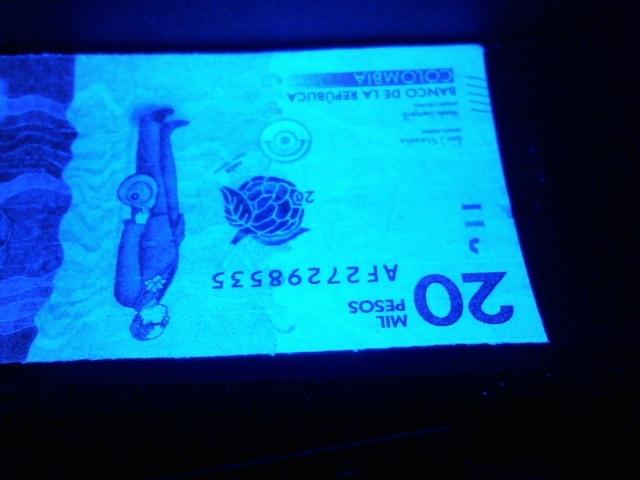 20 MIL
PESOS
AF27298535
20
BANCO DE LA REPÚBLICA
COLOMBIA